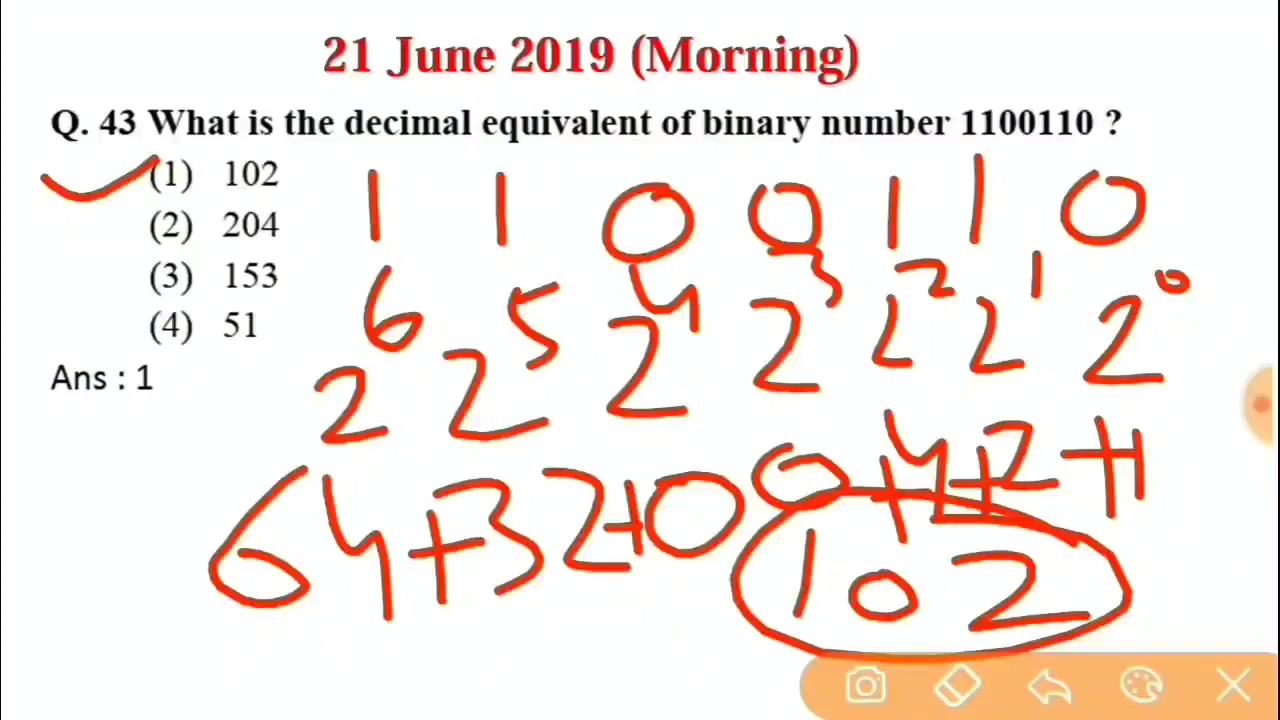 21 June 2019 (Morning)
Q. 43 What is the decimal equivalent of binary number 1100110 ?
(1) 102
(2) 204
(3) 153
(4) 51
Ans : 1
1 1 0 0 1 1 0
2^6 2^5 2^4 2^3 2^2 2^1 2^0
64+32+0 0+4+2+1
102